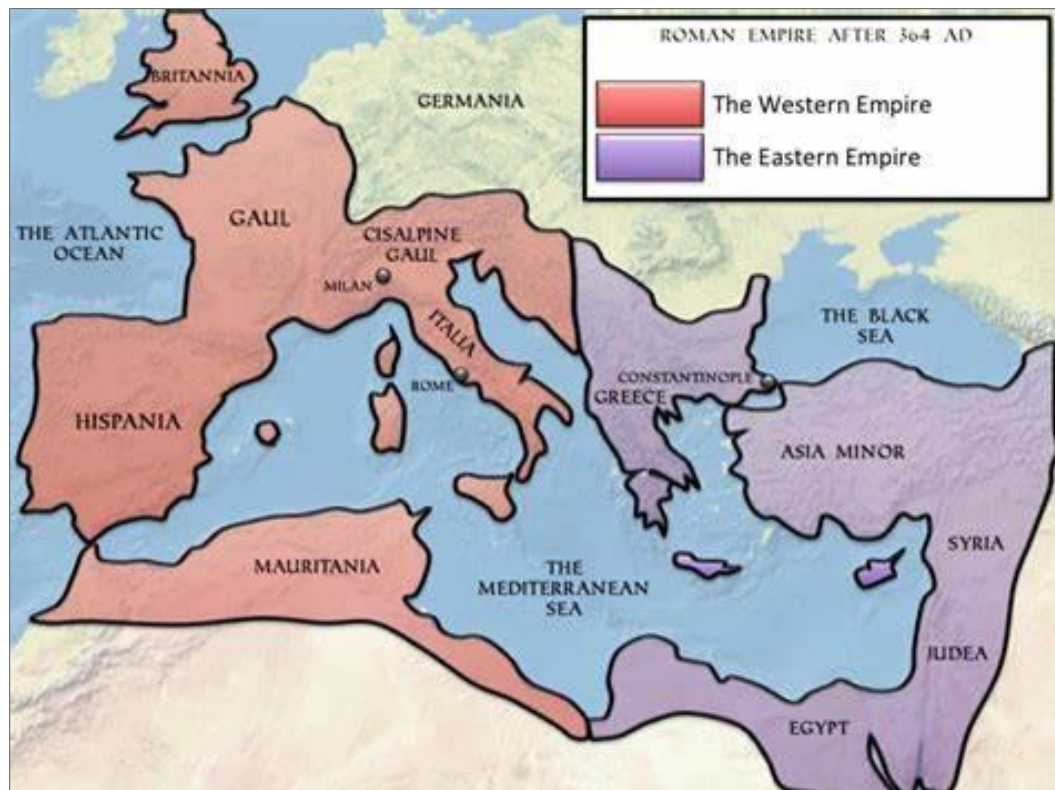 ROMAN EMPIRE AFTER 364 AD
The Western Empire
The Eastern Empire
BRITANNIA
GERMANIA
GAUL
THE ATLANTIC
OCEAN
CISALPINE
GAUL
MILAN
ITALIA
ROME
THE BLACK
SEA
CONSTANTINOPLE
GREECE
HISPANIA
ASIA MINOR
SYRIA
MAURITANIA
THE
MEDITERRANEAN
SEA
JUDEA
EGYPT